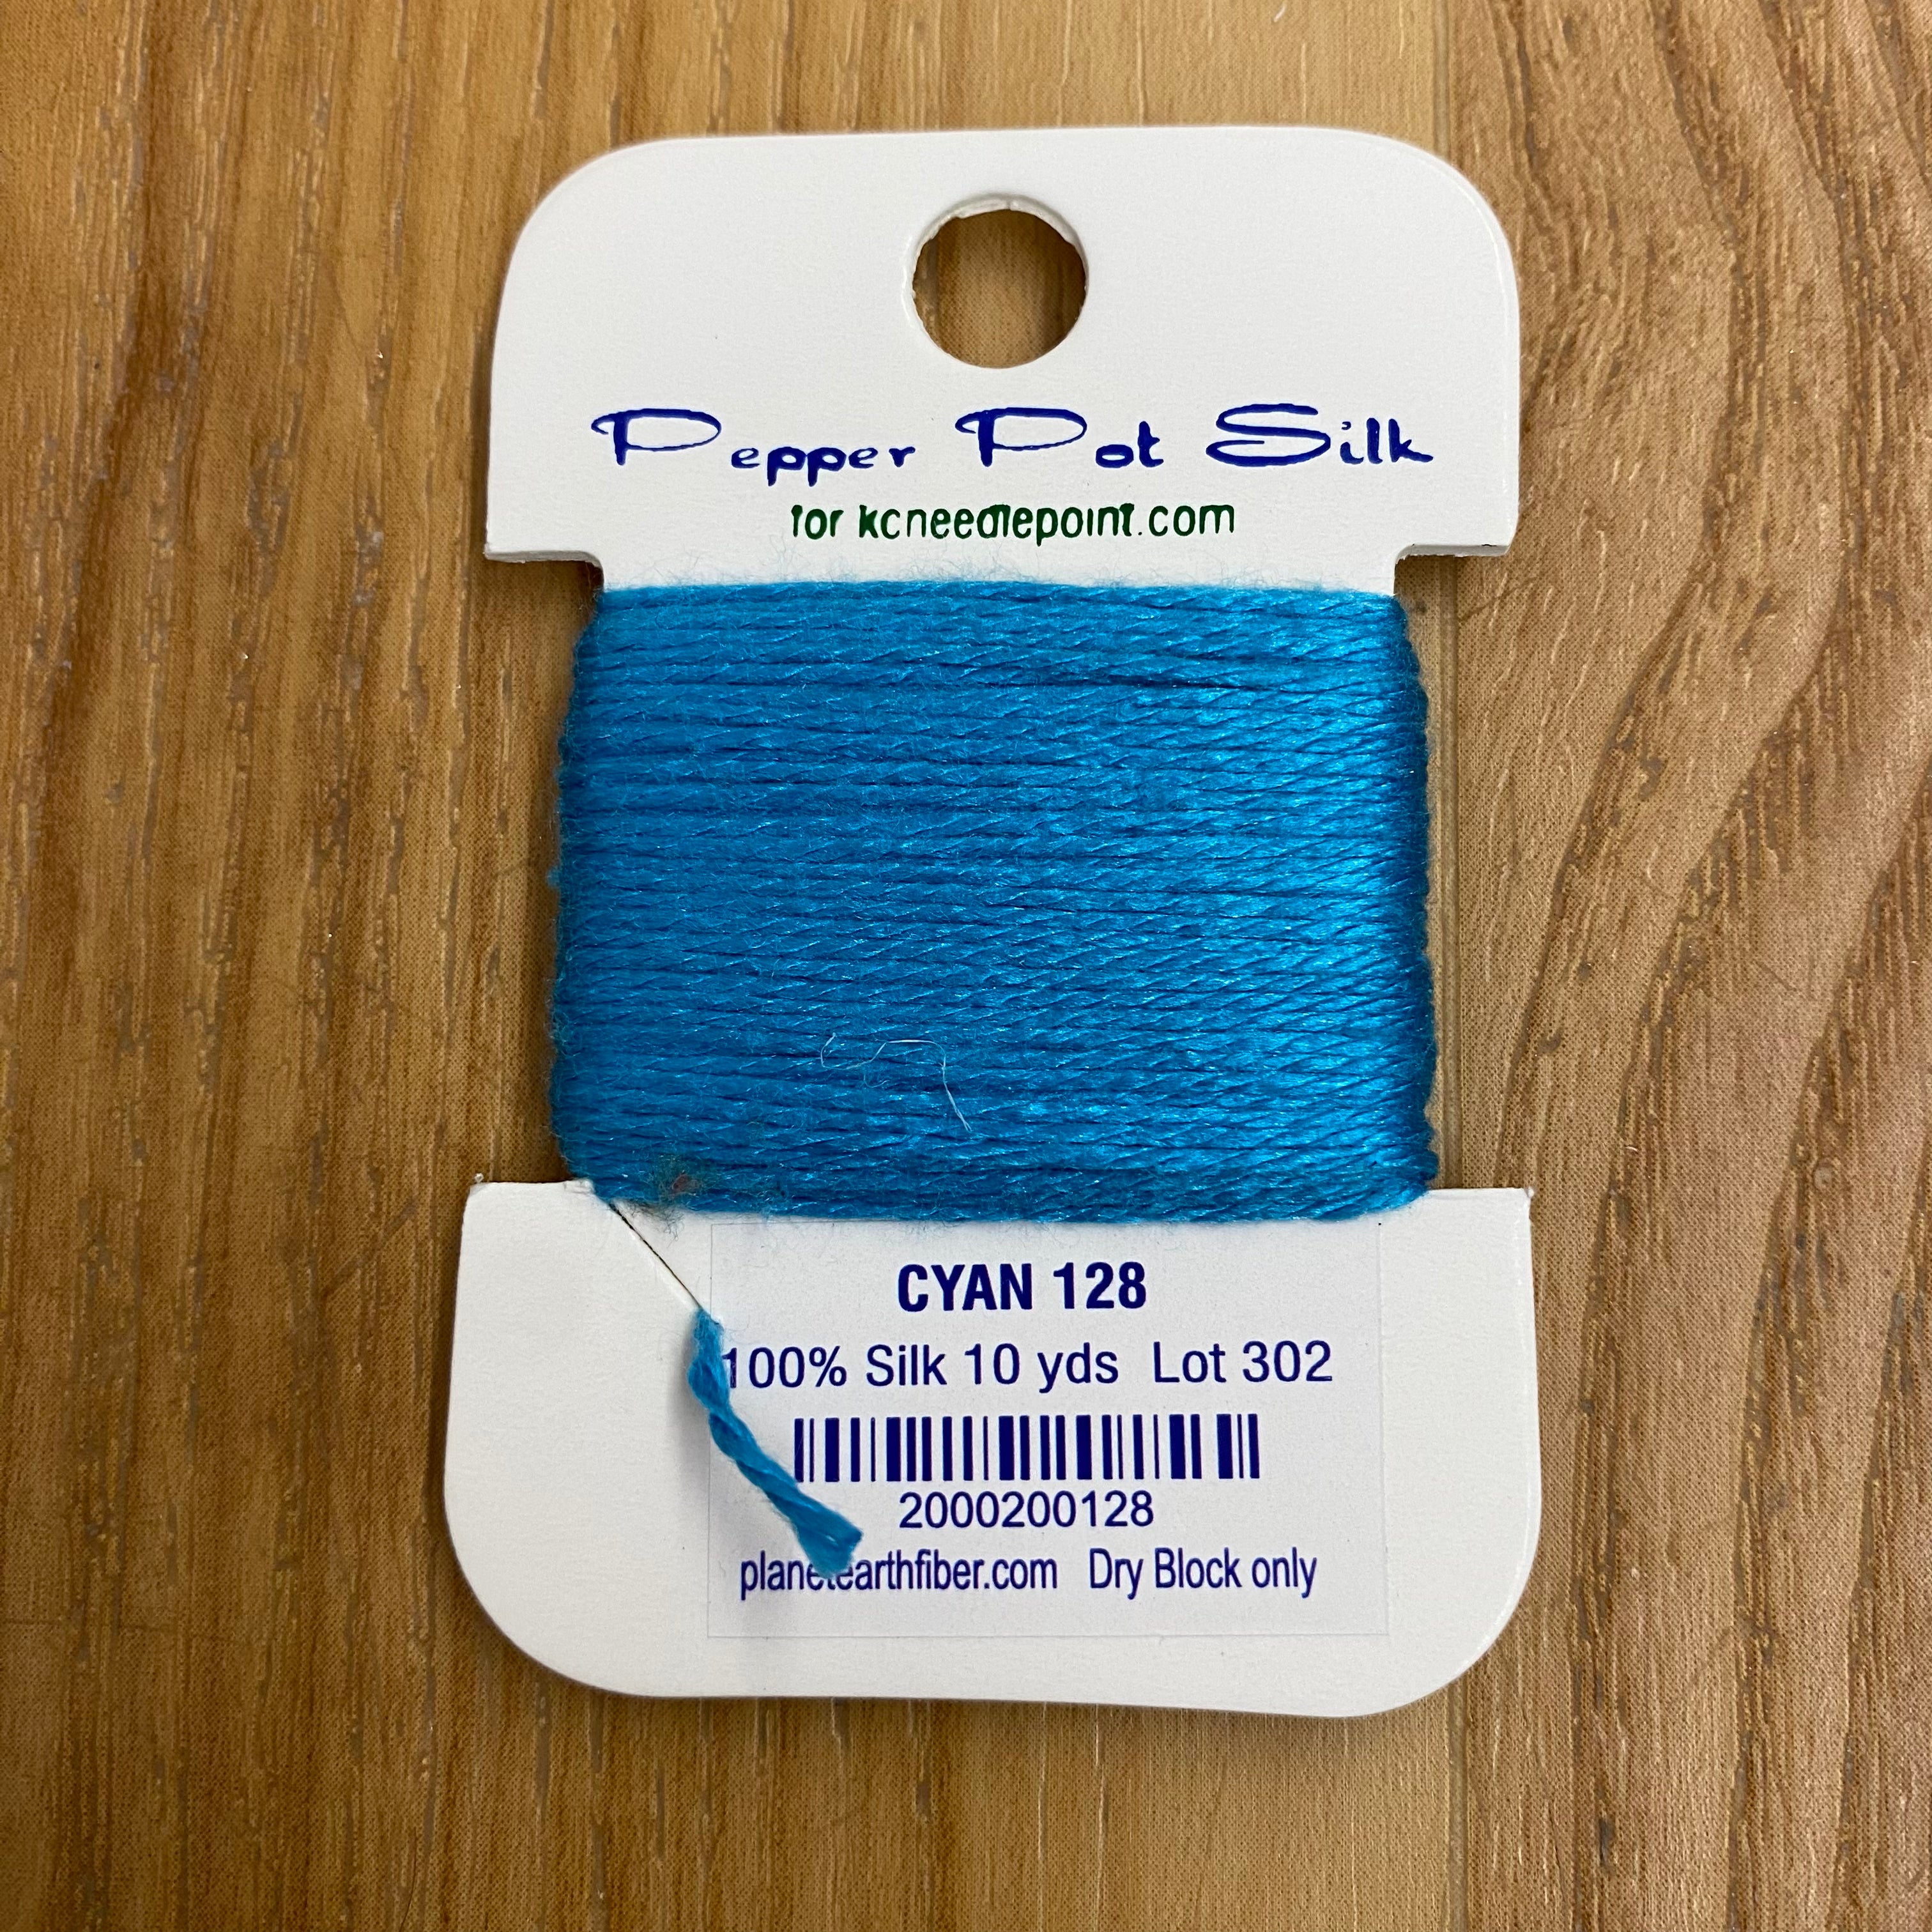 Pepper Pot Silk
for kcneedlepoint.com
CYAN 128
100% Silk 10 yds Lot 302
2000200128
planetearthfiber.com Dry Block only